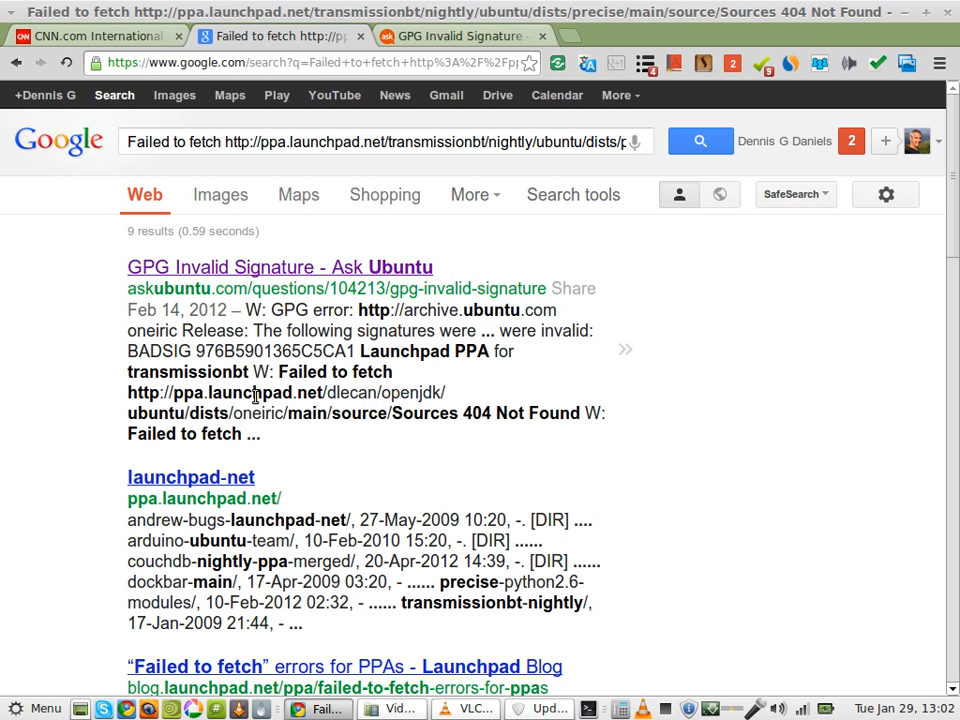 Failed to fetch http://ppa.launchpad.net/transmissionbt/nightly/ubuntu/dists/precise/main/source/Sources 404 Not Found -
CNN.com International
Failed to fetch http://pp
GPG Invalid Signature -
https://www.google.com/search?q=Failed+to+fetch+http%3A%2F%2Fpp
+Dennis G Search Images Maps Play YouTube News Gmail Drive Calendar More
Google
Failed to fetch http://ppa.launchpad.net/transmissionbt/nightly/ubuntu/dists/p
Dennis G Daniels 2 +
Web Images Maps Shopping More Search tools SafeSearch
9 results (0.59 seconds)
GPG Invalid Signature - Ask Ubuntu
askubuntu.com/questions/104213/gpg-invalid-signature Share
Feb 14, 2012 – W: GPG error: http://archive.ubuntu.com
oneiric Release: The following signatures were ... were invalid:
BADSIG 976B5901365C5CA1 Launchpad PPA for
transmissionbt W: Failed to fetch
http://ppa.launchpad.net/dlecan/openjdk/
ubuntu/dists/oneiric/main/source/Sources 404 Not Found W:
Failed to fetch ...
launchpad-net
ppa.launchpad.net/
andrew-bugs-launchpad-net/, 27-May-2009 10:20, -. [DIR] ....
arduino-ubuntu-team/, 10-Feb-2010 15:20, -. [DIR] ......
couchdb-nightly-ppa-merged/, 20-Apr-2012 14:39, -. [DIR] ......
dockbar-main/, 17-Apr-2009 03:20, - ...... precise-python2.6-
modules/, 10-Feb-2012 02:32, - ...... transmissionbt-nightly/,
17-Jan-2009 21:44, - ...
“Failed to fetch” errors for PPAs - Launchpad Blog
blog.launchpad.net/ppa/failed-to-fetch-errors-for-ppas
Menu Fail... Vid... VLC... Upd... Tue Jan 29, 13:02